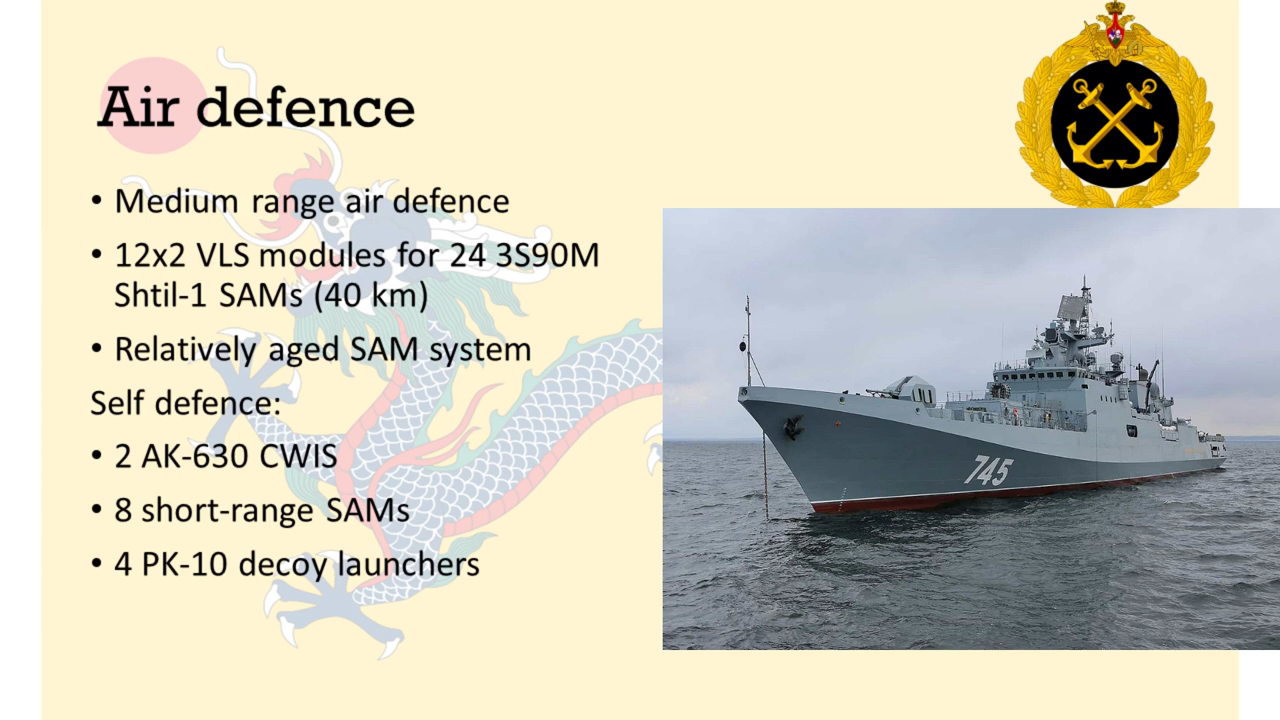 Air defence
• Medium range air defence
• 12x2 VLS modules for 24 3S90M
Shtil-1 SAMs (40 km)
• Relatively aged SAM system
Self defence:
• 2 AK-630 CWIS
• 8 short-range SAMs
• 4 PK-10 decoy launchers
745